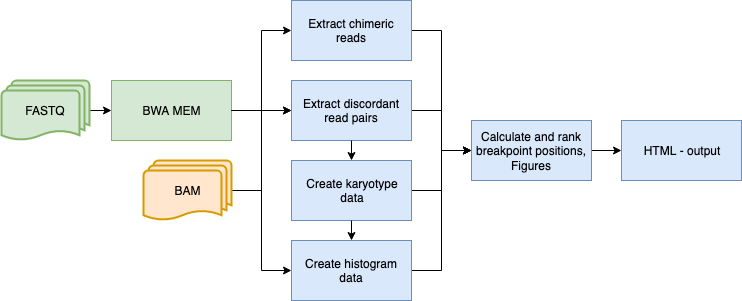 Extract chimeric
reads
FASTQ
BWA MEM
Extract discordant
read pairs
Calculate and rank
breakpoint positions,
Figures
HTML - output
BAM
Create karyotype
data
Create histogram
data